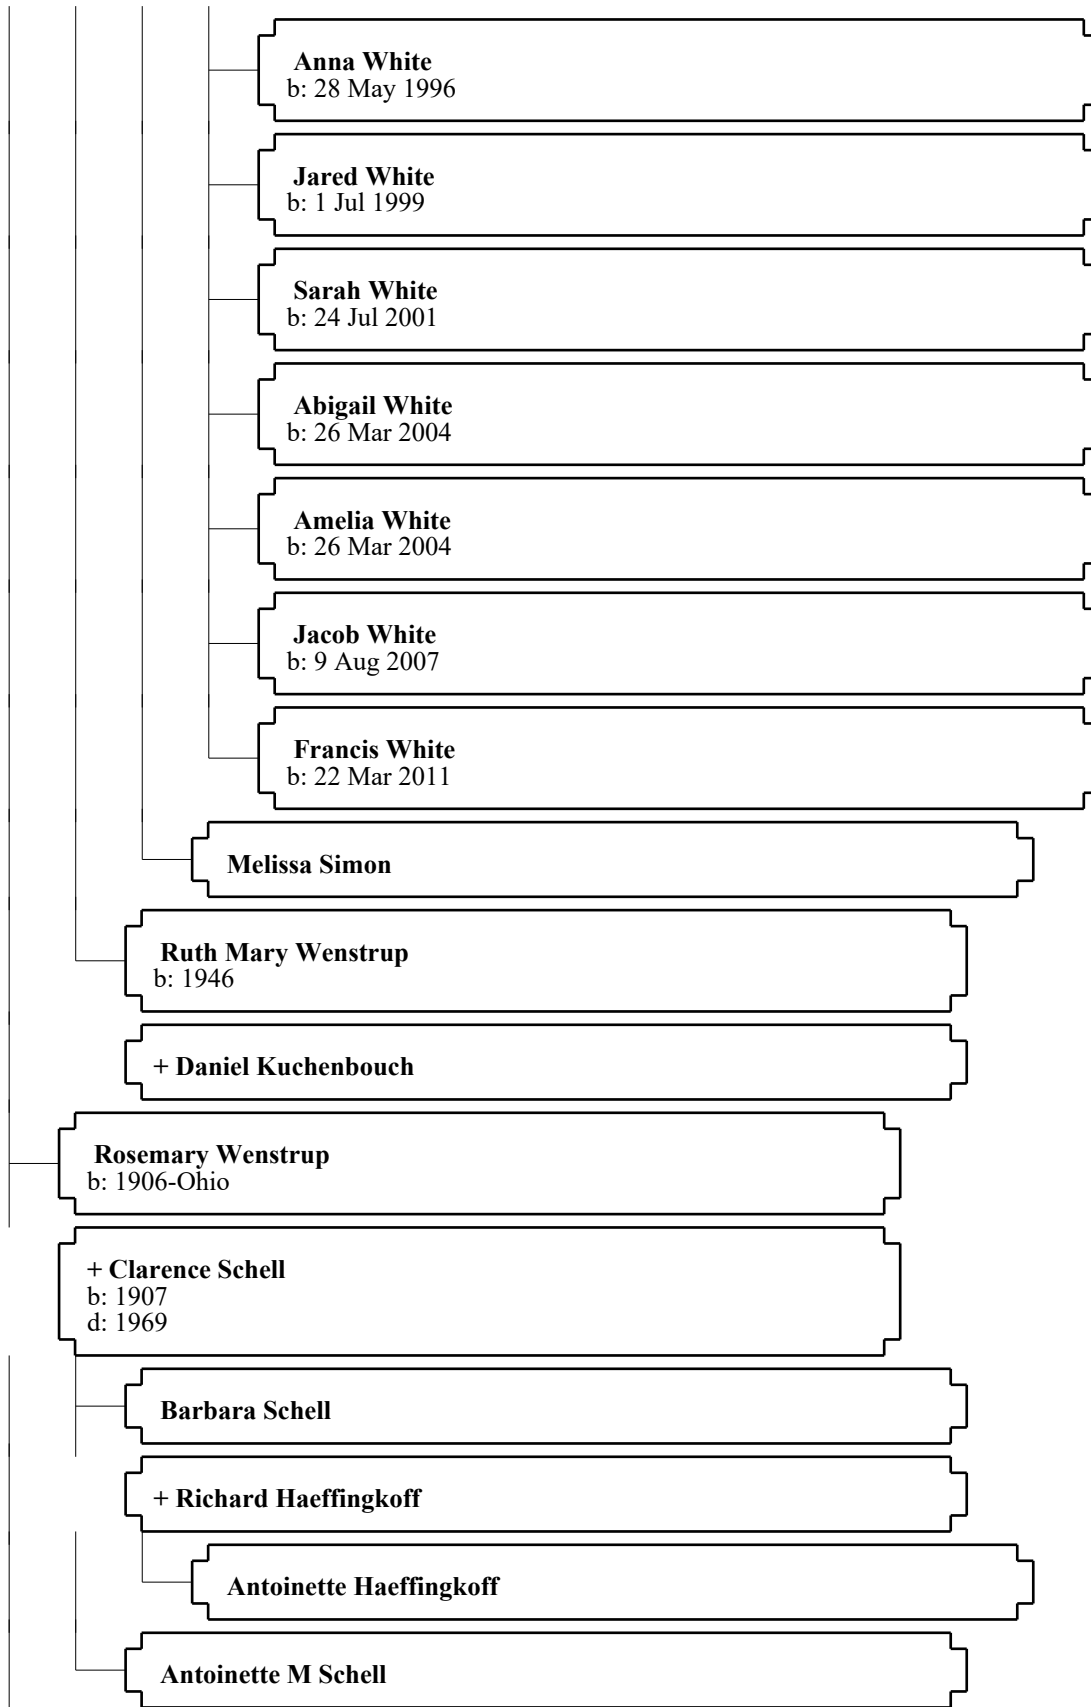 Anna White
b: 28 May 1996
Jared White
b: 1 Jul 1999
Sarah White
b: 24 Jul 2001
Abigail White
b: 26 Mar 2004
Amelia White
b: 26 Mar 2004
Jacob White
b: 9 Aug 2007
Francis White
b: 22 Mar 2011
Melissa Simon
Ruth Mary Wenstrup
b: 1946
+ Daniel Kuchenbouch
Rosemary Wenstrup
b: 1906-Ohio
+ Clarence Schell
b: 1907
d: 1969
Barbara Schell
+ Richard Haeffingkoff
Antoinette Haeffingkoff
Antoinette M Schell